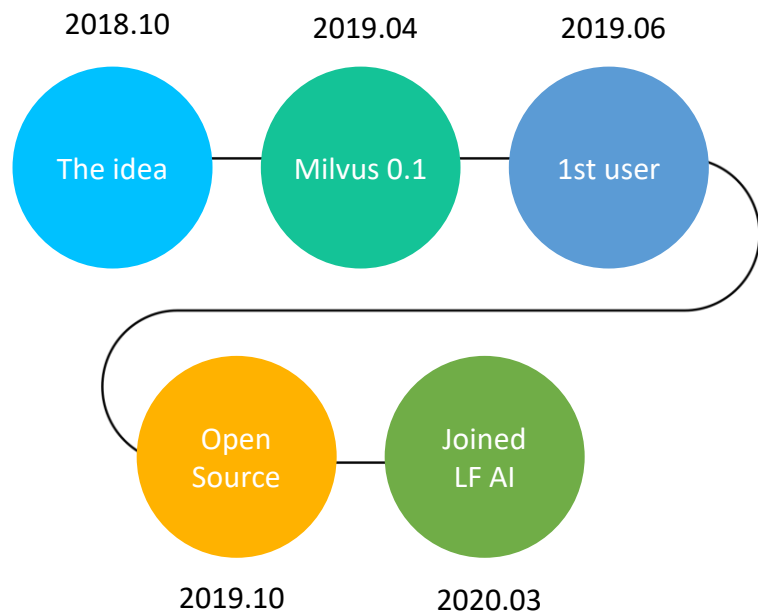 2018.10
2019.04
2019.06
The idea
Milvus 0.1
1st user
Open
Source
Joined
LF AI
2019.10
2020.03